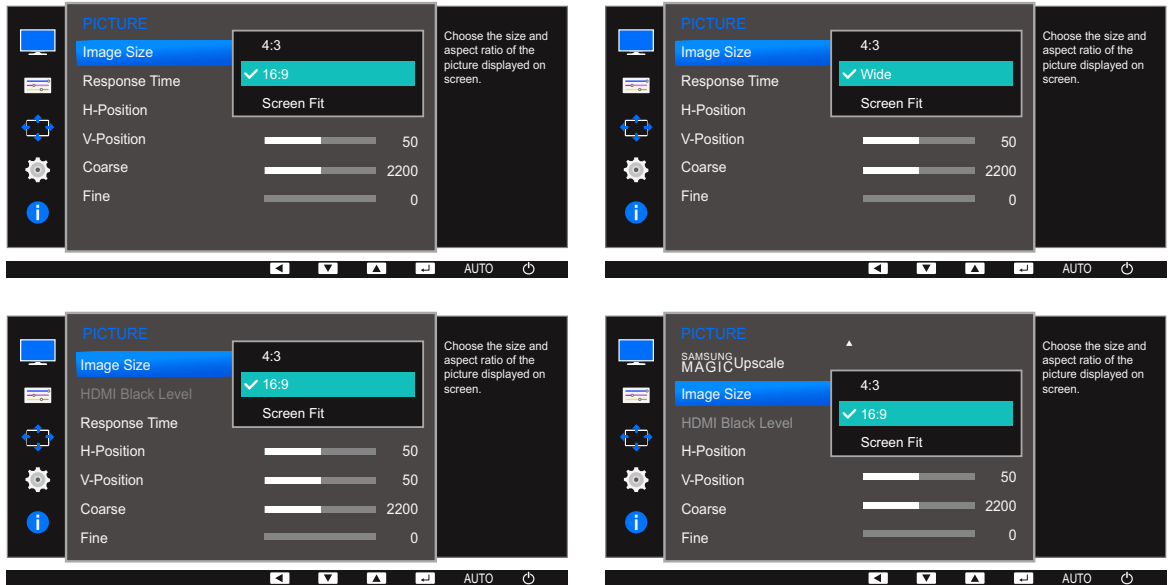 PICTURE
Image Size
Response Time
H-Position
V-Position
Coarse
Fine
4:3
16:9
Screen Fit
50
2200
0
Choose the size and
aspect ratio of the
picture displayed on
screen.
i
AUTO
PICTURE
Image Size
Response Time
H-Position
V-Position
Coarse
Fine
4:3
Wide
Screen Fit
50
2200
0
Choose the size and
aspect ratio of the
picture displayed on
screen.
i
AUTO
PICTURE
Image Size
HDMI Black Level
Response Time
H-Position
V-Position
Coarse
Fine
4:3
16:9
Screen Fit
50
50
2200
0
Choose the size and
aspect ratio of the
picture displayed on
screen.
i
AUTO
PICTURE
SAMSUNG
MAGICUpscale
Image Size
HDMI Black Level
H-Position
V-Position
Coarse
Fine
4:3
16:9
Screen Fit
50
2200
0
Choose the size and
aspect ratio of the
picture displayed on
screen.
i
AUTO